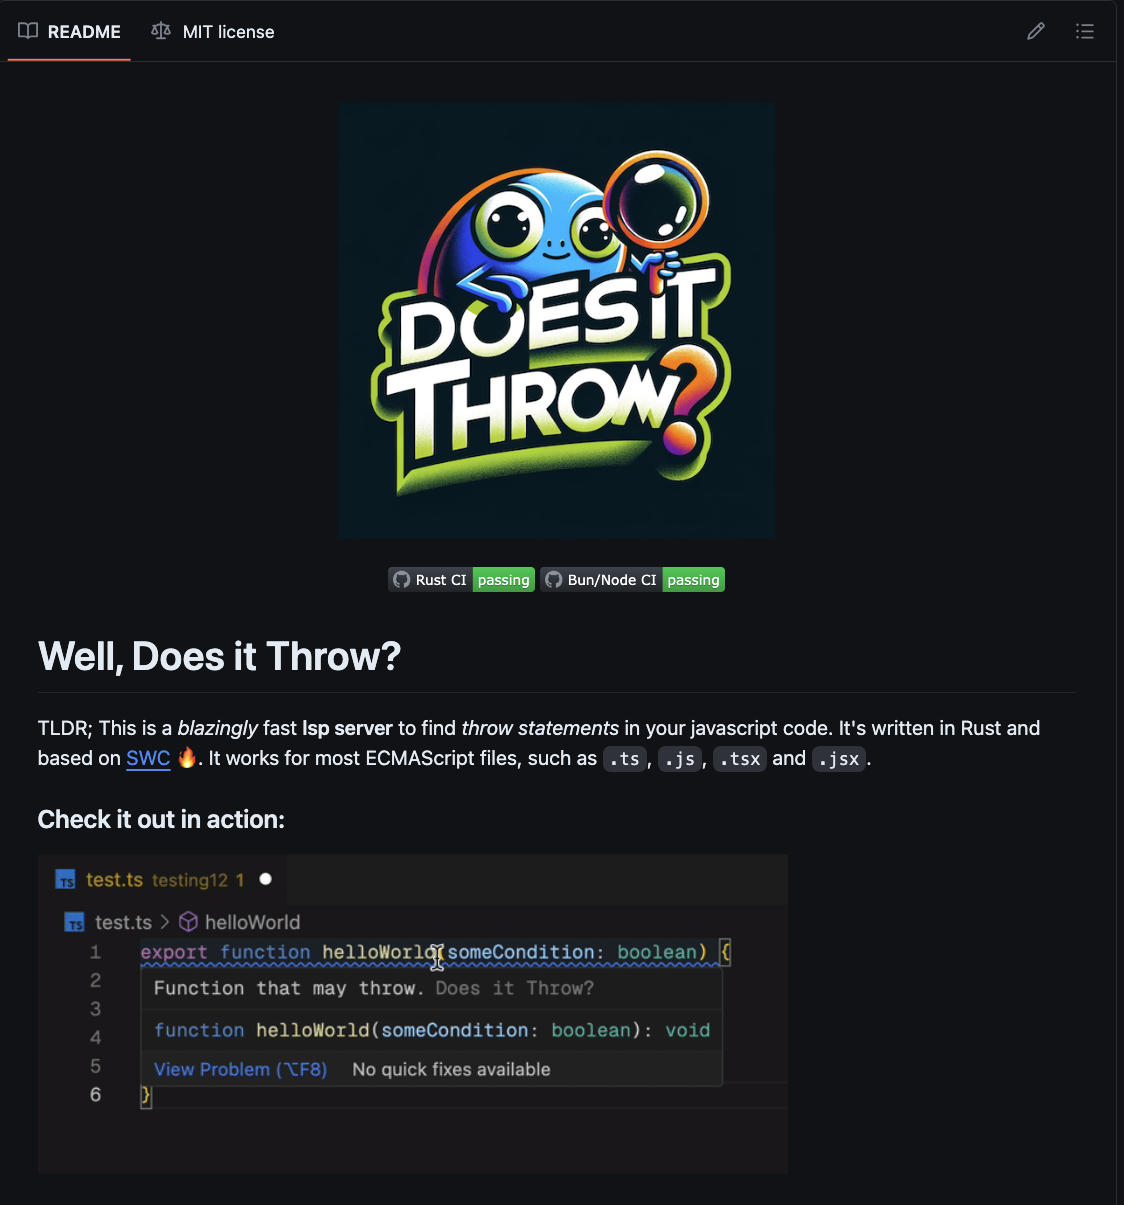 README MIT license
DOES IT
THROW?
Rust CI passing Bun/Node CI passing
Well, Does it Throw?
TLDR; This is a blazingly fast lsp server to find throw statements in your javascript code. It's written in Rust and
based on SWC 🔥. It works for most ECMAScript files, such as .ts, .js, .tsx and .jsx.
Check it out in action:
TS test.ts testing12 1
TS test.ts > helloWorld
1 export function helloWorld(someCondition: boolean) {
2 Function that may throw. Does it Throw?
3
4 function helloWorld(someCondition: boolean): void
5 View Problem (⌥F8) No quick fixes available
6 }